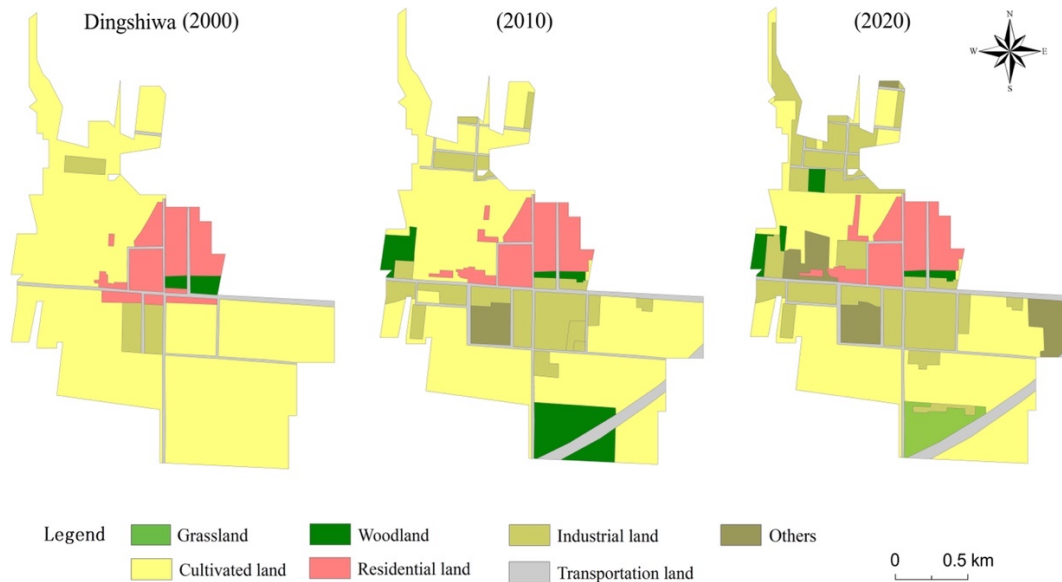 Dingshiwa (2000)
(2010)
(2020)
N
W
E
S
Legend
Grassland
Woodland
Industrial land
Others
Cultivated land
Residential land
Transportation land
0
0.5 km